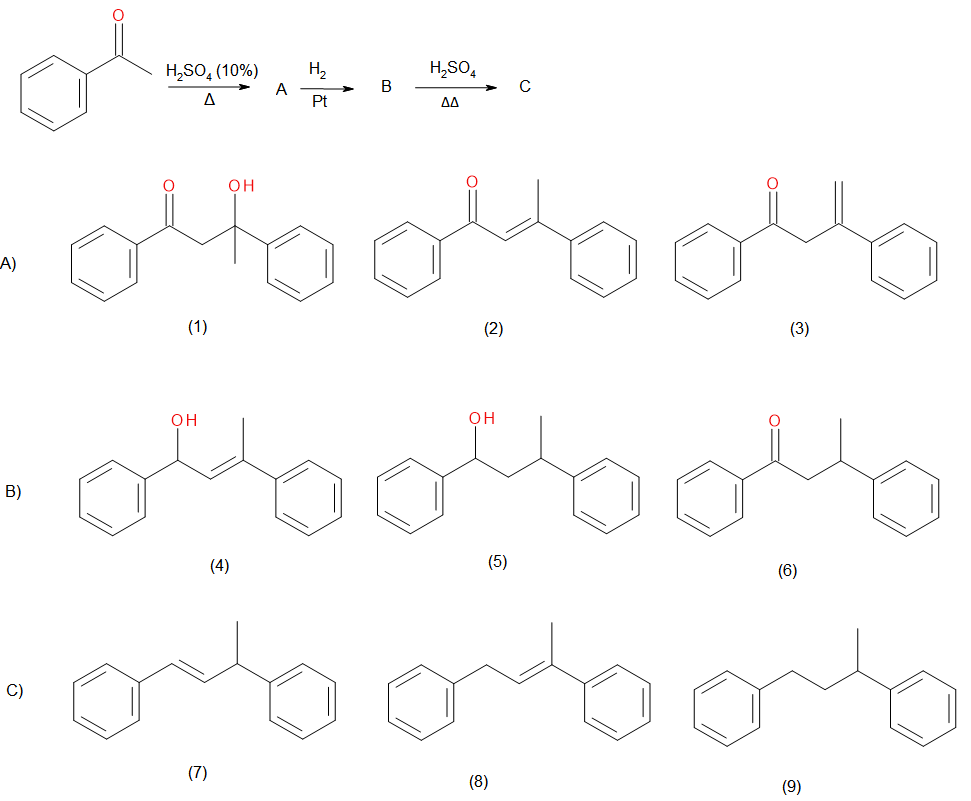 O
H₂SO₄ (10%)
Δ
A
H₂
Pt
B
H₂SO₄
ΔΔ
C
A)
O
OH
(1)
O
(2)
O
(3)
B)
OH
(4)
OH
(5)
O
(6)
C)
(7)
(8)
(9)